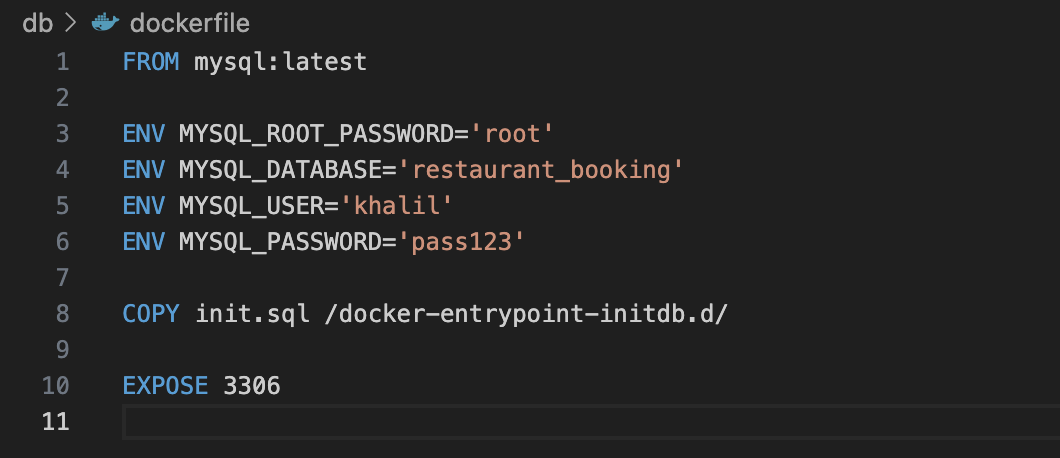 db > dockerfile
1 FROM mysql:latest
2
3 ENV MYSQL_ROOT_PASSWORD='root'
4 ENV MYSQL_DATABASE='restaurant_booking'
5 ENV MYSQL_USER='khalil'
6 ENV MYSQL_PASSWORD='pass123'
7
8 COPY init.sql /docker-entrypoint-initdb.d/
9
10 EXPOSE 3306
11